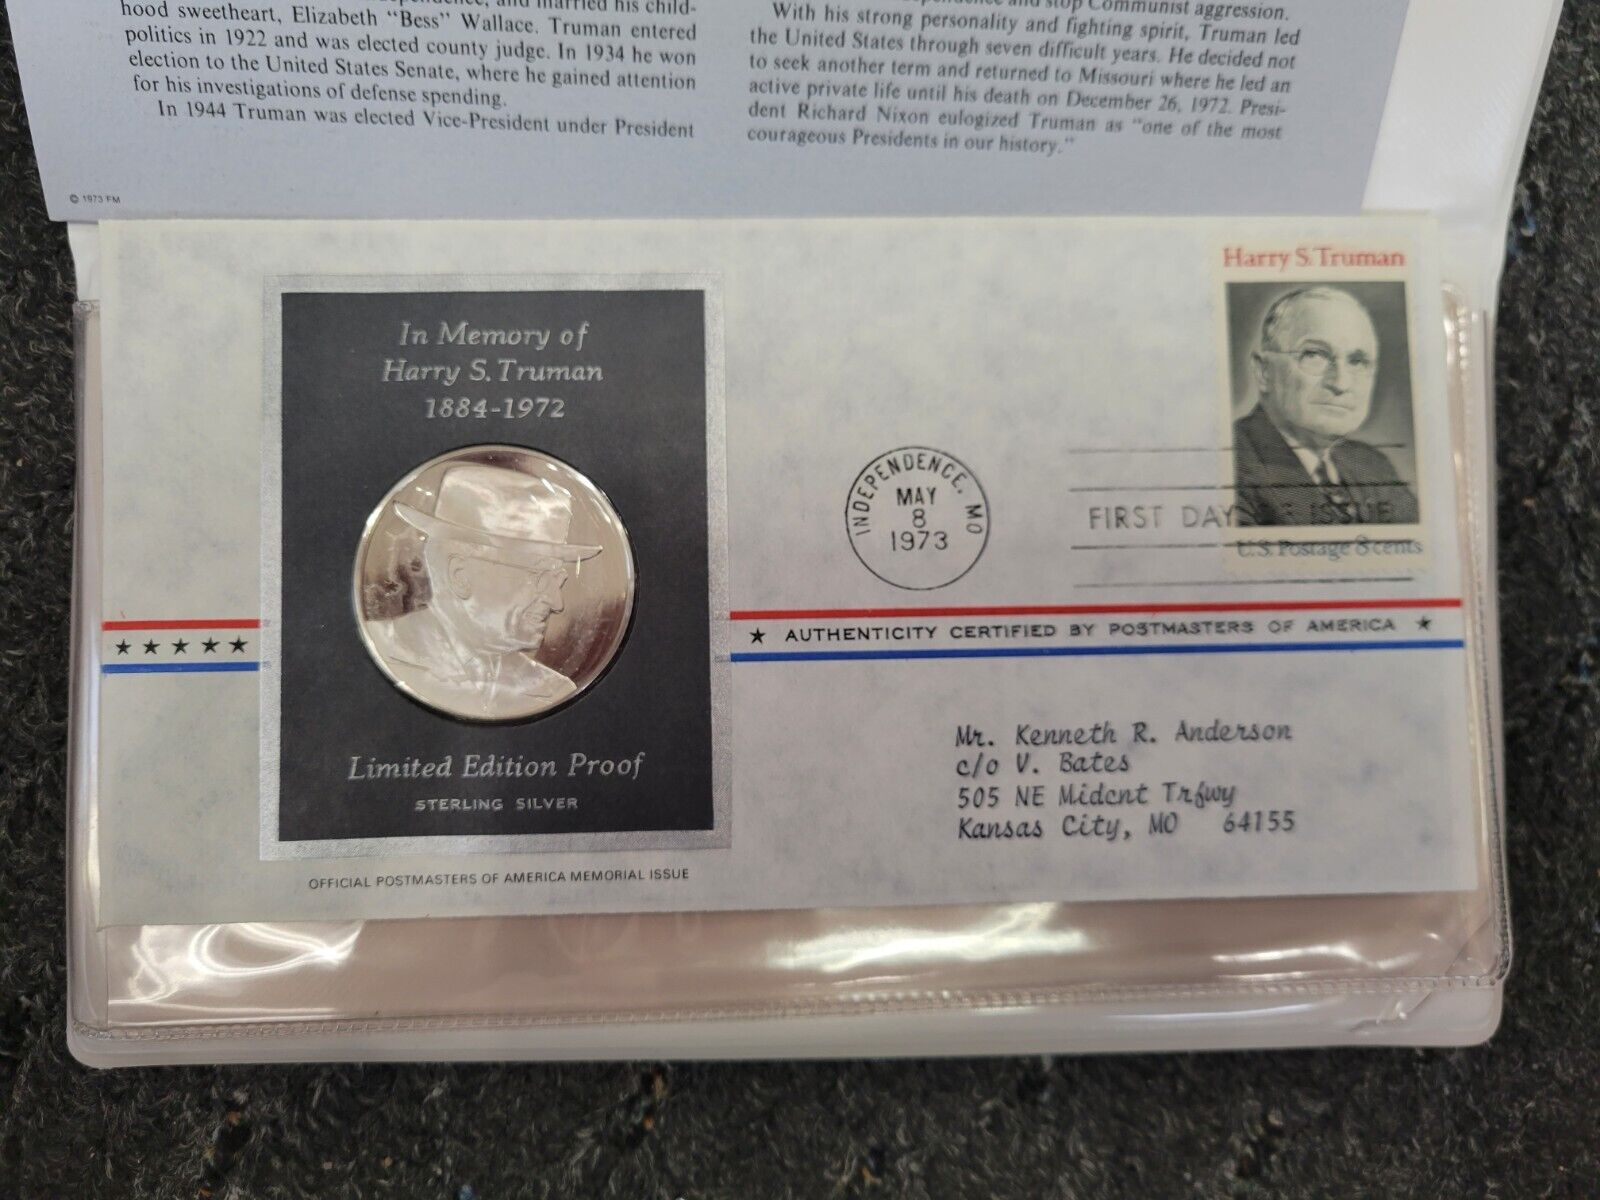 hood sweetheart, Elizabeth "Bess" Wallace. Truman entered
politics in 1922 and was elected county judge. In 1934 he won
election to the United States Senate, where he gained attention
for his investigations of defense spending.
In 1944 Truman was elected Vice-President under President
and stop Communist aggression.
With his strong personality and fighting spirit, Truman led
the United States through seven difficult years. He decided not
to seek another term and returned to Missouri where he led an
active private life until his death on December 26, 1972. Presi-
dent Richard Nixon eulogized Truman as "one of the most
courageous Presidents in our history."
© 1973 FM
In Memory of
Harry S. Truman
1884-1972
Limited Edition Proof
STERLING SILVER
OFFICIAL POSTMASTERS OF AMERICA MEMORIAL ISSUE
Harry S. Truman
U.S. Postage 8 cents
INDEPENDENCE, MO
MAY
8
1973
FIRST DAY OF ISSUE
★ AUTHENTICITY CERTIFIED BY POSTMASTERS OF AMERICA ★
Mr. Kenneth R. Anderson
c/o V. Bates
505 NE Midcnt Trfwy
Kansas City, MO 64155